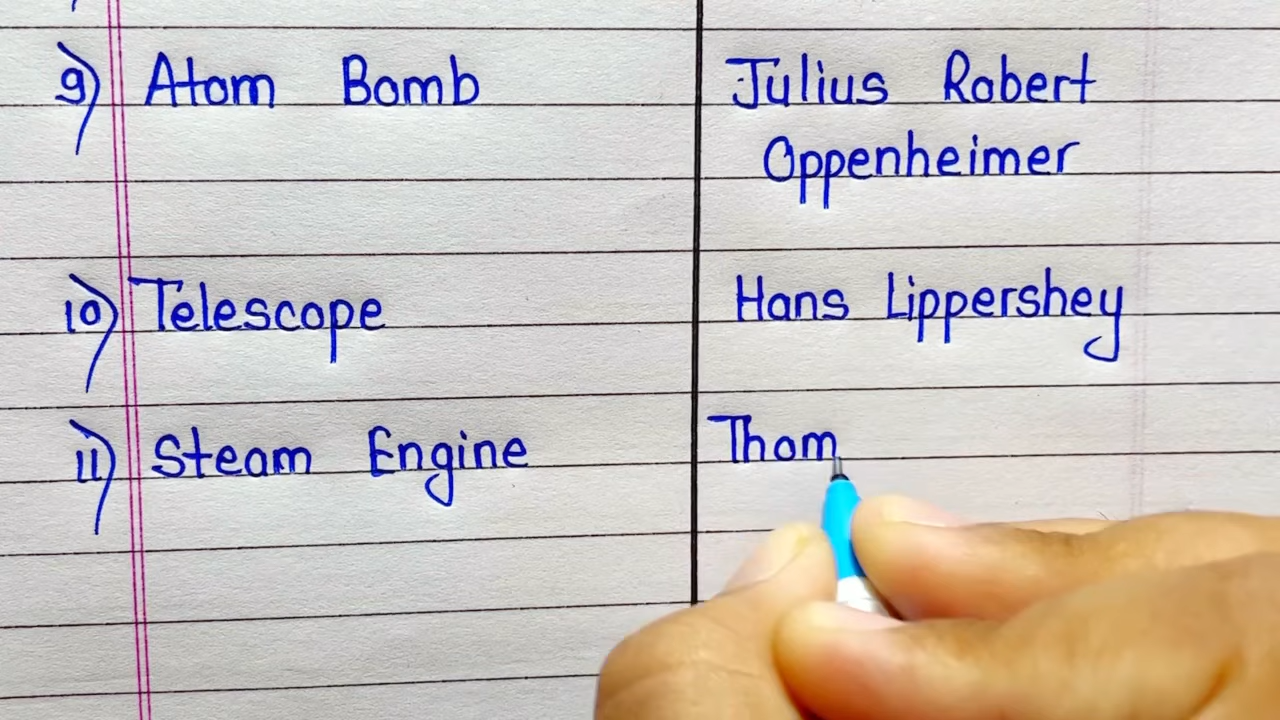 9) Atom Bomb Julius Robert
Oppenheimer
10) Telescope Hans Lippershey
11) Steam Engine Thom